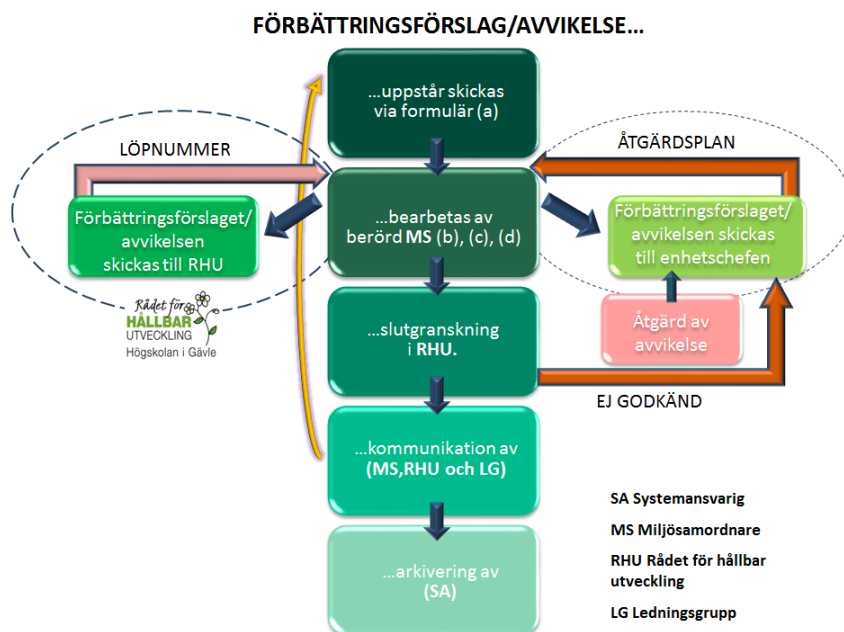 FÖRBÄTTRINGSFÖRSLAG/AVVIKELSE...
...uppstår skickas
via formulär (a)
LÖPNUMMER
ÅTGÄRDSPLAN
Förbättringsförslaget/
avvikelsen
skickas till RHU
...bearbetas av
berörd MS (b), (c), (d)
Förbättringsförslaget/
avvikelsen skickas
till enhetschefen
Rådet för
HÅLLBAR
UTVECKLING
Högskolan i Gävle
...slutgranskning
i RHU.
Åtgärd av
avvikelse
EJ GODKÄND
...kommunikation av
(MS,RHU och LG)
...arkivering av
(SA)
SA Systemansvarig
MS Miljösamordnare
RHU Rådet för hållbar
utveckling
LG Ledningsgrupp